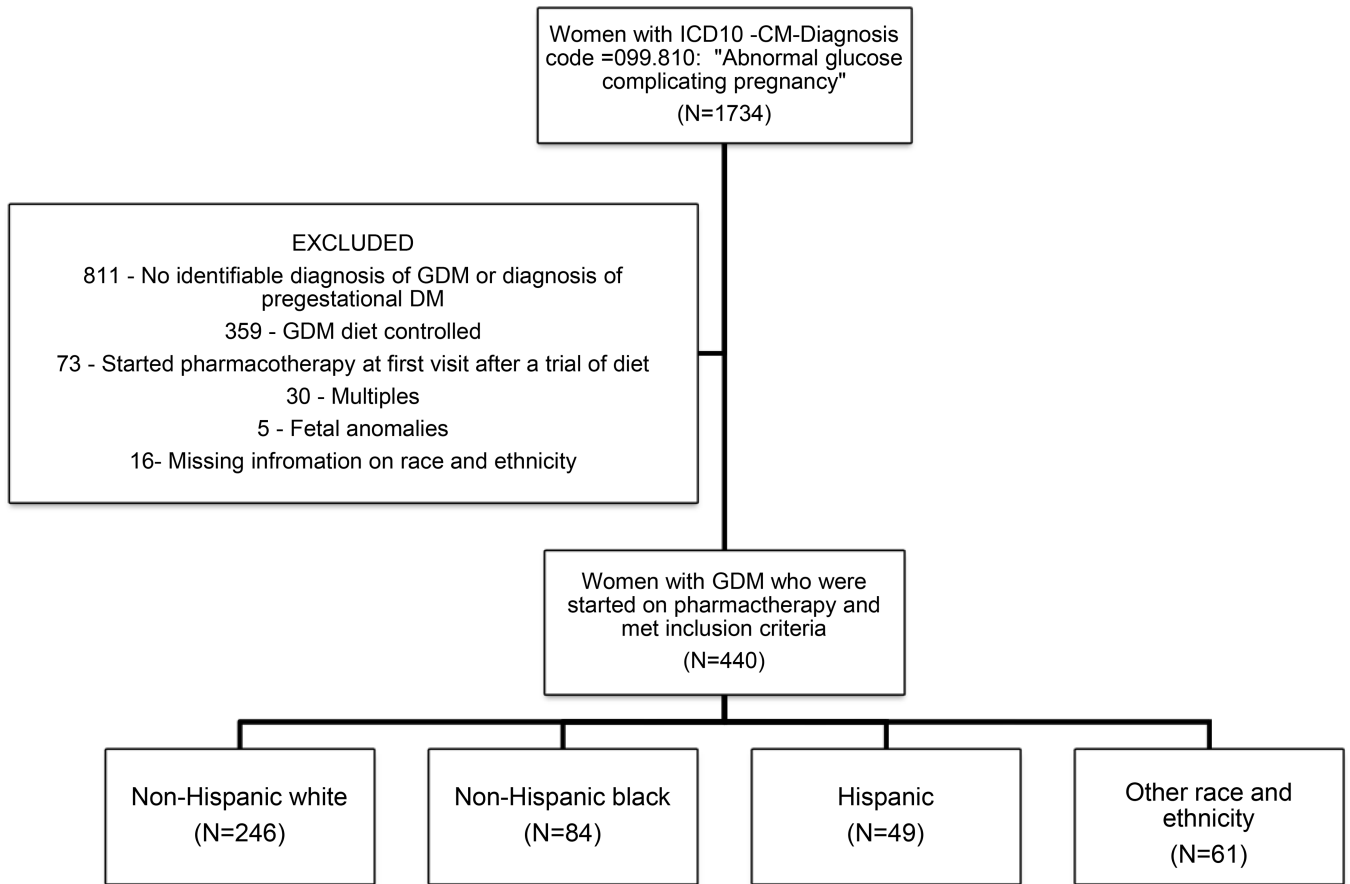 Women with ICD10 -CM-Diagnosis
code =099.810:  "Abnormal glucose
complicating pregnancy"
(N=1734)
EXCLUDED
811 - No identifiable diagnosis of GDM or diagnosis of
pregestational DM
359 - GDM diet controlled
73 - Started pharmacotherapy at first visit after a trial of diet
30 - Multiples
5 - Fetal anomalies
16- Missing infromation on race and ethnicity
Women with GDM who were
started on pharmactherapy and
met inclusion criteria
(N=440)
Non-Hispanic white
(N=246)
Non-Hispanic black
(N=84)
Hispanic
(N=49)
Other race and
ethnicity
(N=61)